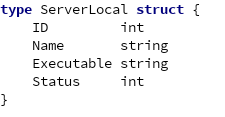 type ServerLocal struct {
    ID         int
    Name       string
    Executable string
    Status     int
}